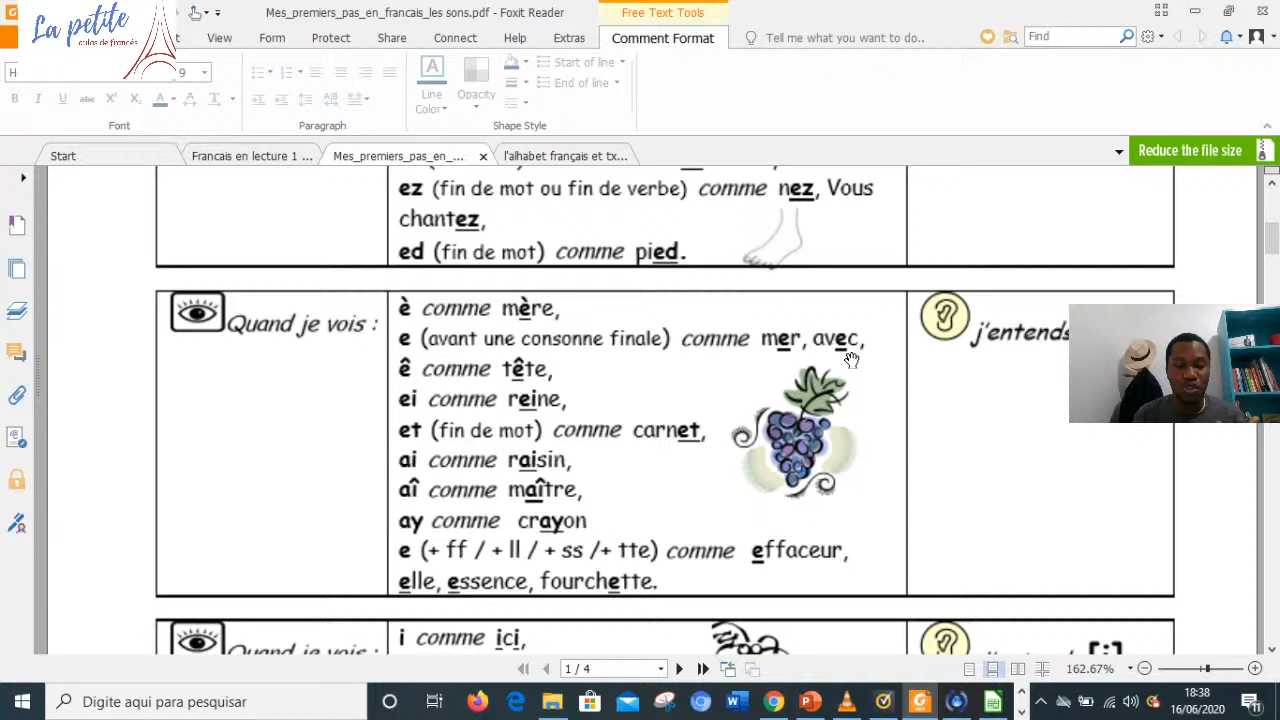 La petite
aulas de francés
Mes_premiers_pas_en_francais_les sons.pdf - Foxit Reader
Free Text Tools
View
Form
Protect
Share
Connect
Help
Extras
Comment Format
Tell me what you want to do..
Find
Start of line
End of line
Line
Color
Opacity
Font
Paragraph
Shape Style
Start
Francais en lecture 1 ...
Mes_premiers_pas_en_...
l'alhabet français et tx...
Reduce the file size
ez (fin de mot ou fin de verbe) comme nez, Vous
chantez,
ed (fin de mot) comme pied.
Quand je vois :
è comme mère,
e (avant une consonne finale) comme mer, avec,
ê comme tête,
ei comme reine,
et (fin de mot) comme carnet,
ai comme raisin,
aî comme maître,
ay comme crayon
e (+ ff / + ll / + ss /+ tte) comme effaceur,
elle, essence, fourchette.
j'entends
Quand je vois :
i comme ici,
1 / 4
162.67%
Digite aqui para pesquisar
18:38
16/06/2020